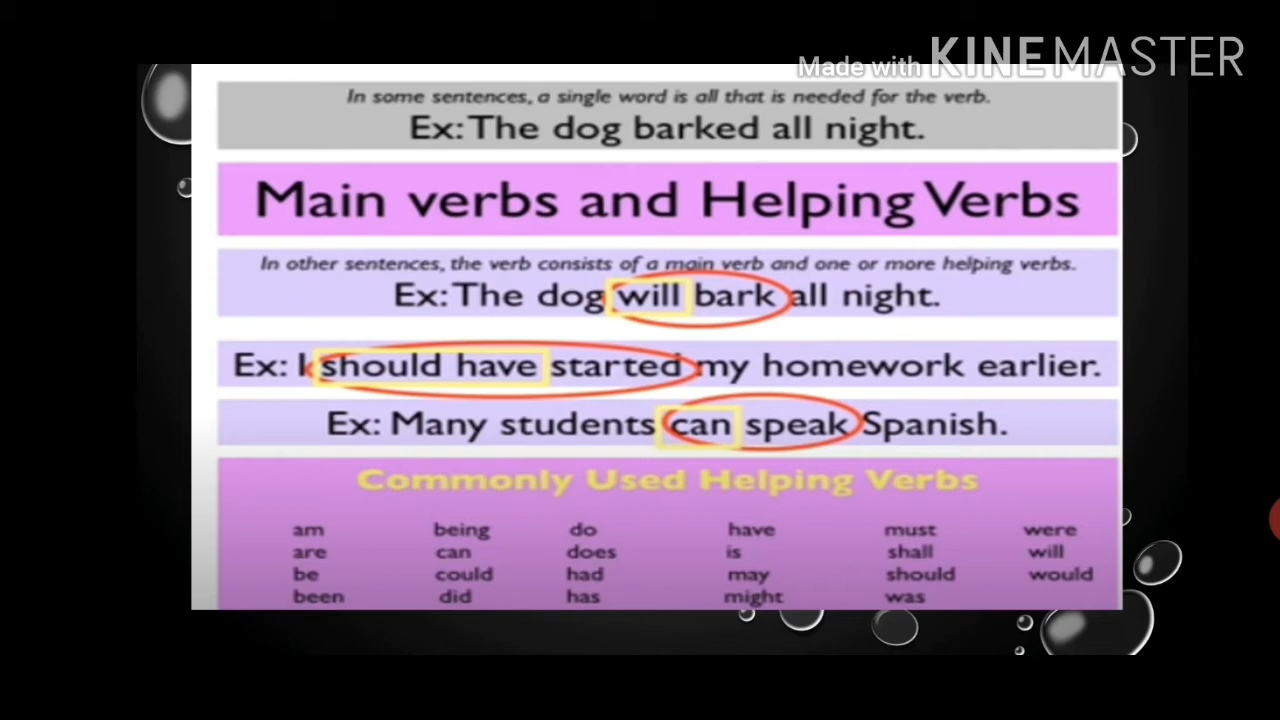 Made with KINEMASTER
In some sentences, a single word is all that is needed for the verb.
Ex: The dog barked all night.
Main verbs and Helping Verbs
In other sentences, the verb consists of a main verb and one or more helping verbs.
Ex: The dog will bark all night.
Ex: I should have started my homework earlier.
Ex: Many students can speak Spanish.
Commonly Used Helping Verbs
am being do have must were
are can does is shall will
be could had may should would
been did has might was